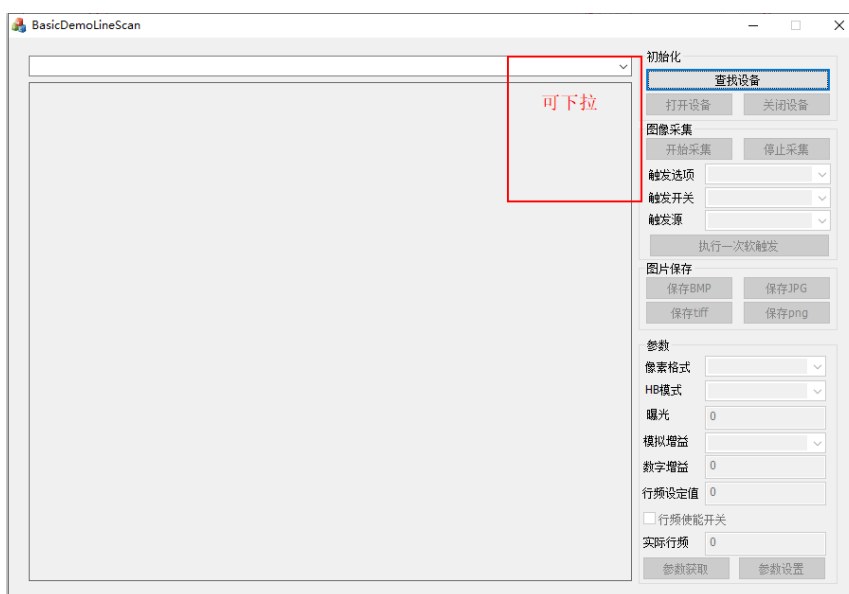 BasicDemoLineScan
可下拉
初始化
查找设备
打开设备 关闭设备
图像采集
开始采集 停止采集
触发选项
触发开关
触发源
执行一次软触发
图片保存
保存BMP 保存JPG
保存tiff 保存png
参数
像素格式
HB模式
曝光 0
模拟增益
数字增益 0
行频设定值 0
行频使能开关
实际行频 0
参数获取 参数设置